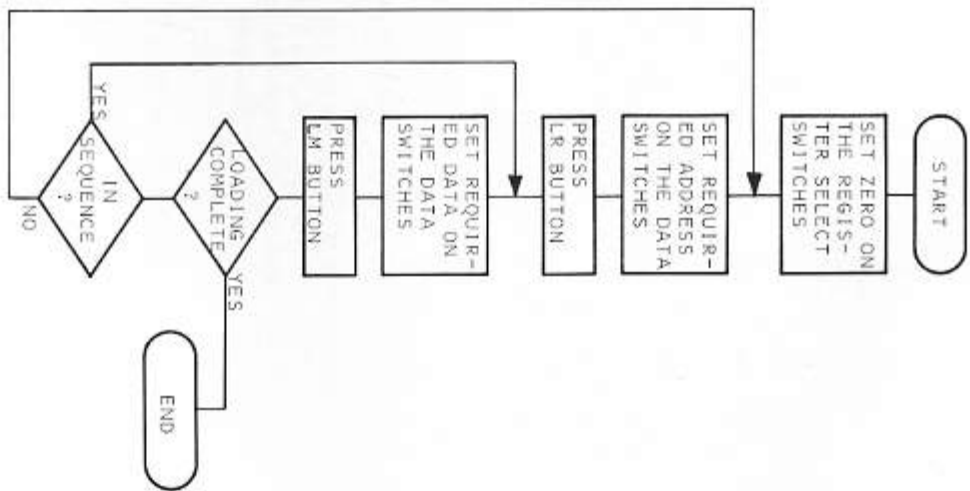 START
SET ZERO ON
THE REGIS-
TER SELECT
SWITCHES
SET REQUIR-
ED ADDRESS
ON THE DATA
SWITCHES
PRESS
LR BUTTON
SET REQUIR-
ED DATA ON
THE DATA
SWITCHES
PRESS
LM BUTTON
LOADING
COMPLETE
?
YES
END
IN
SEQUENCE
?
YES
NO